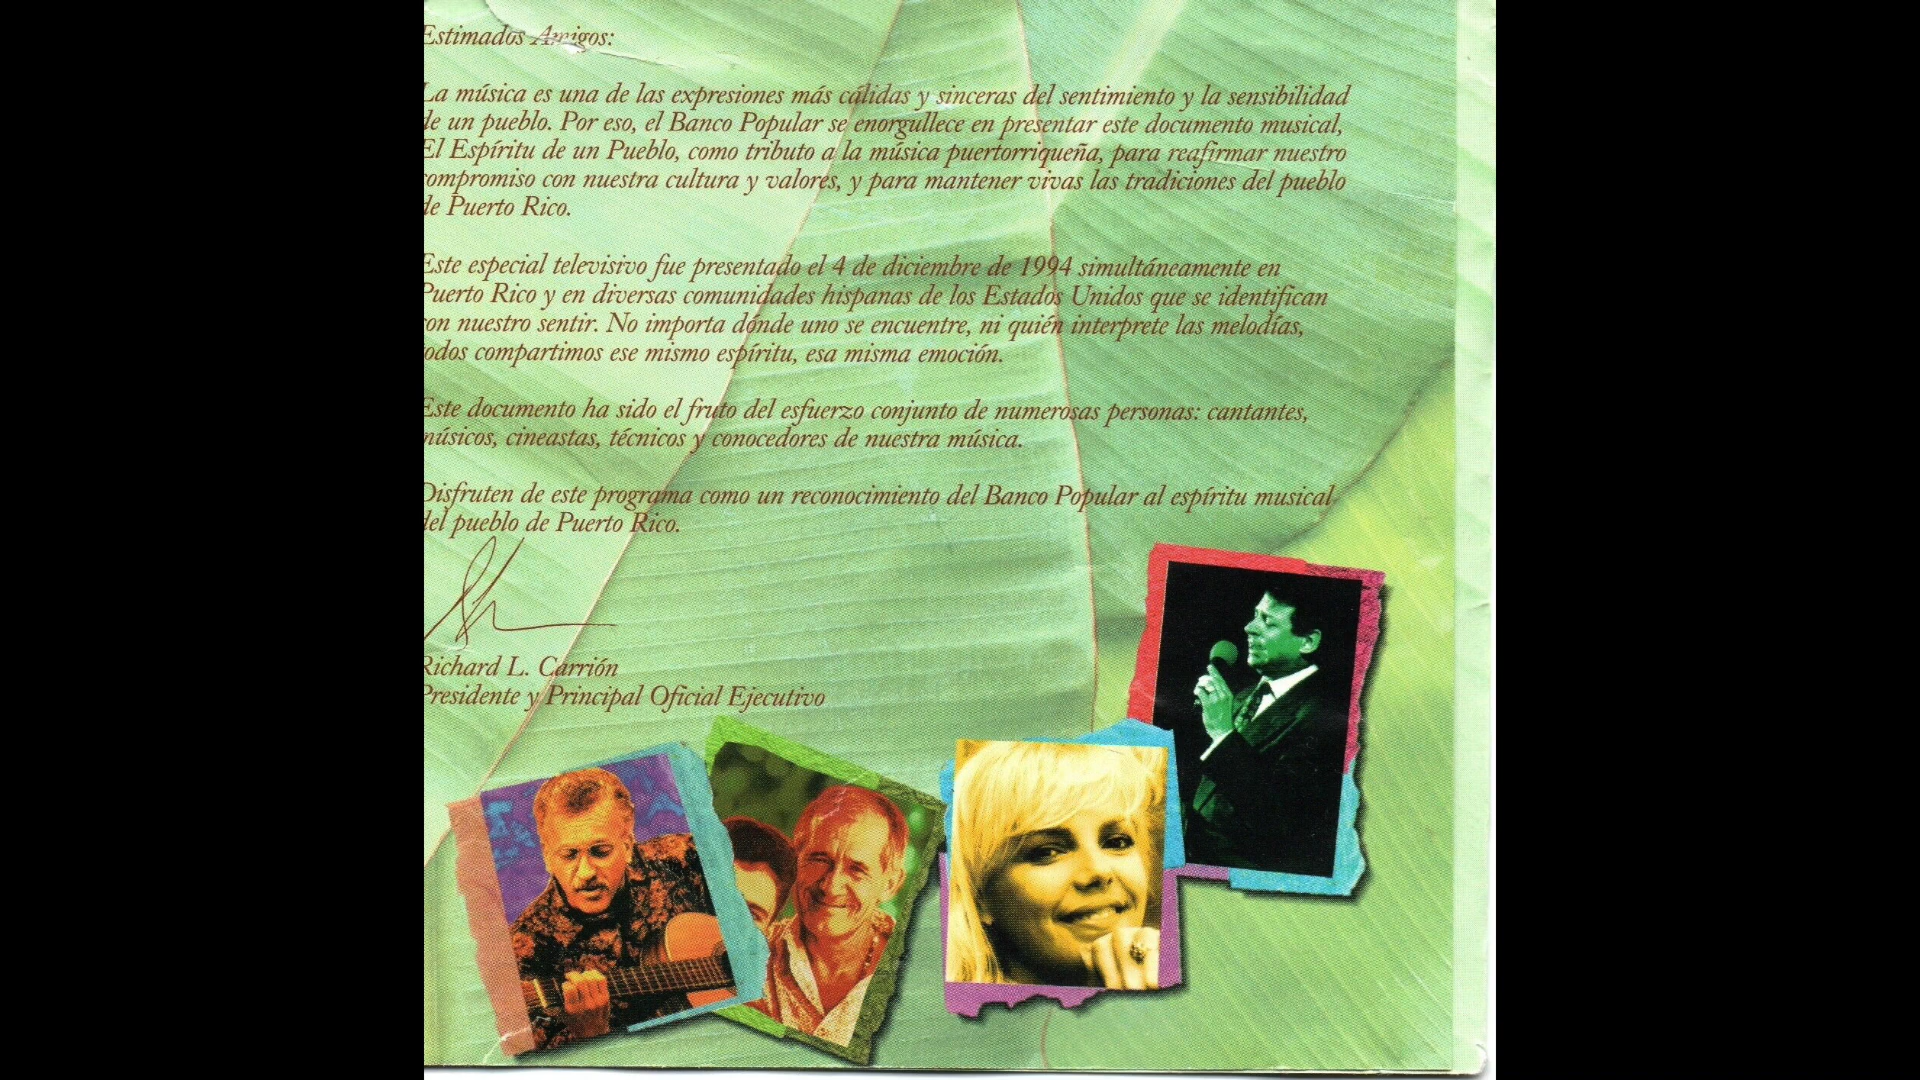 Estimados Amigos:
La música es una de las expresiones más cálidas y sinceras del sentimiento y la sensibilidad
de un pueblo. Por eso, el Banco Popular se enorgullece en presentar este documento musical,
El Espíritu de un Pueblo, como tributo a la música puertorriqueña, para reafirmar nuestro
compromiso con nuestra cultura y valores, y para mantener vivas las tradiciones del pueblo
de Puerto Rico.
Este especial televisivo fue presentado el 4 de diciembre de 1994 simultáneamente en
Puerto Rico y en diversas comunidades hispanas de los Estados Unidos que se identifican
con nuestro sentir. No importa dónde uno se encuentre, ni quién interprete las melodías,
todos compartimos ese mismo espíritu, esa misma emoción.
Este documento ha sido el fruto del esfuerzo conjunto de numerosas personas: cantantes,
músicos, cineastas, técnicos y conocedores de nuestra música.
Disfruten de este programa como un reconocimiento del Banco Popular al espíritu musical
del pueblo de Puerto Rico.
Richard L. Carrión
Presidente y Principal Oficial Ejecutivo